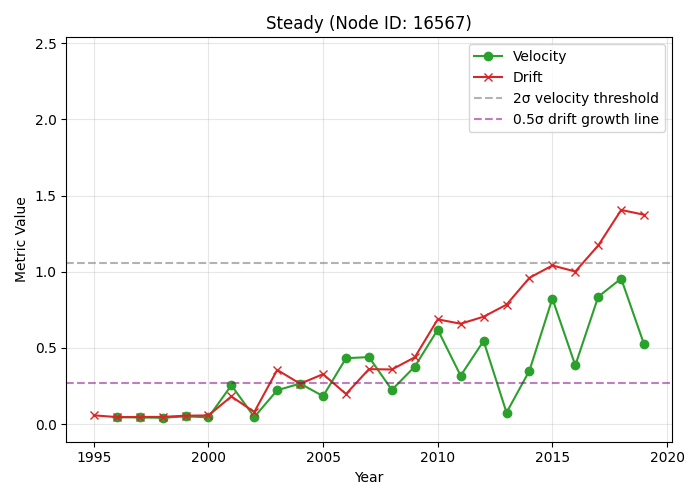 Steady (Node ID: 16567)
Velocity
Drift
2σ velocity threshold
0.5σ drift growth line
Metric Value
2.5
2.0
1.5
1.0
0.5
0.0
1995 2000 2005 2010 2015 2020
Year